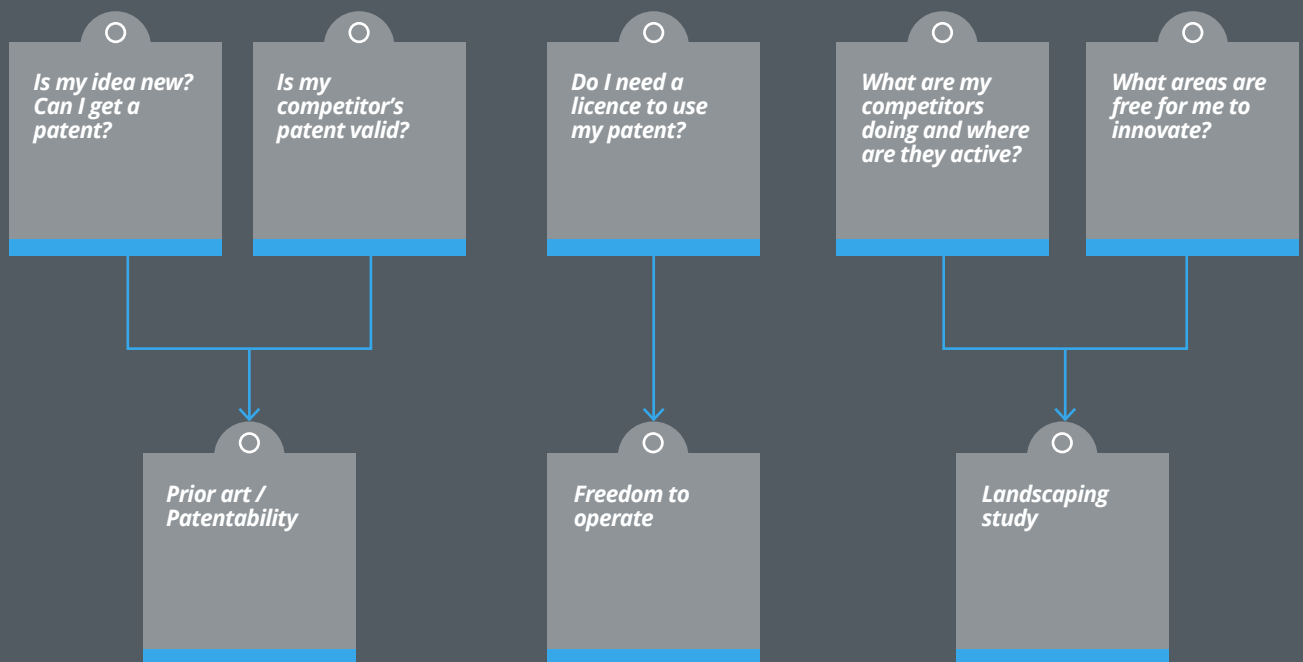 Is my idea new?
Can I get a
patent?
Is my
competitor’s
patent valid?
Do I need a
licence to use
my patent?
What are my
competitors
doing and where
are they active?
What areas are
free for me to
innovate?
Prior art /
Patentability
Freedom to
operate
Landscaping
study